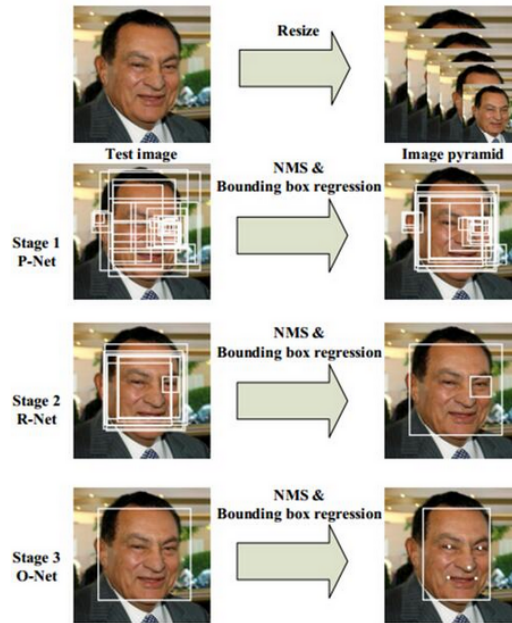 Resize
Test image
Image pyramid
NMS &
Bounding box regression
Stage 1
P-Net
NMS &
Bounding box regression
Stage 2
R-Net
NMS &
Bounding box regression
Stage 3
O-Net